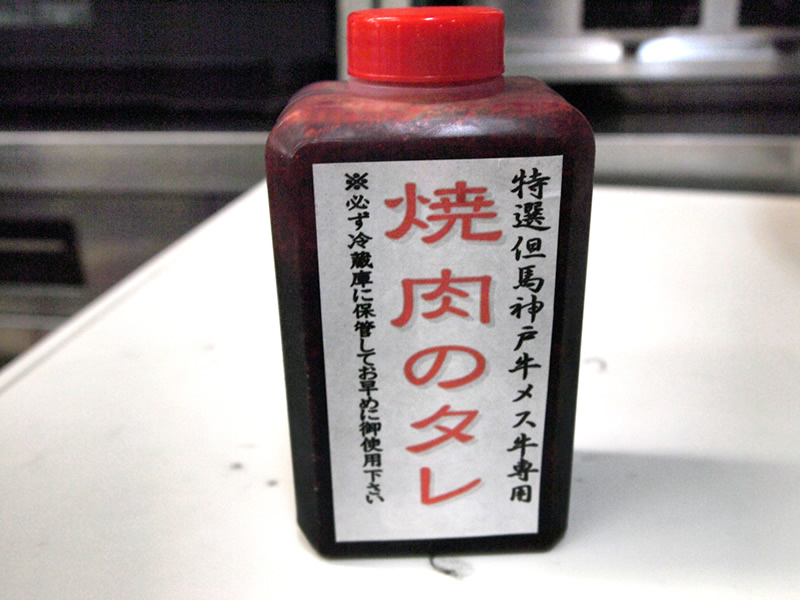 特選但馬神戸牛メス牛専用
焼肉のタレ
※必ず冷蔵庫に保管してお早めに御使用下さい